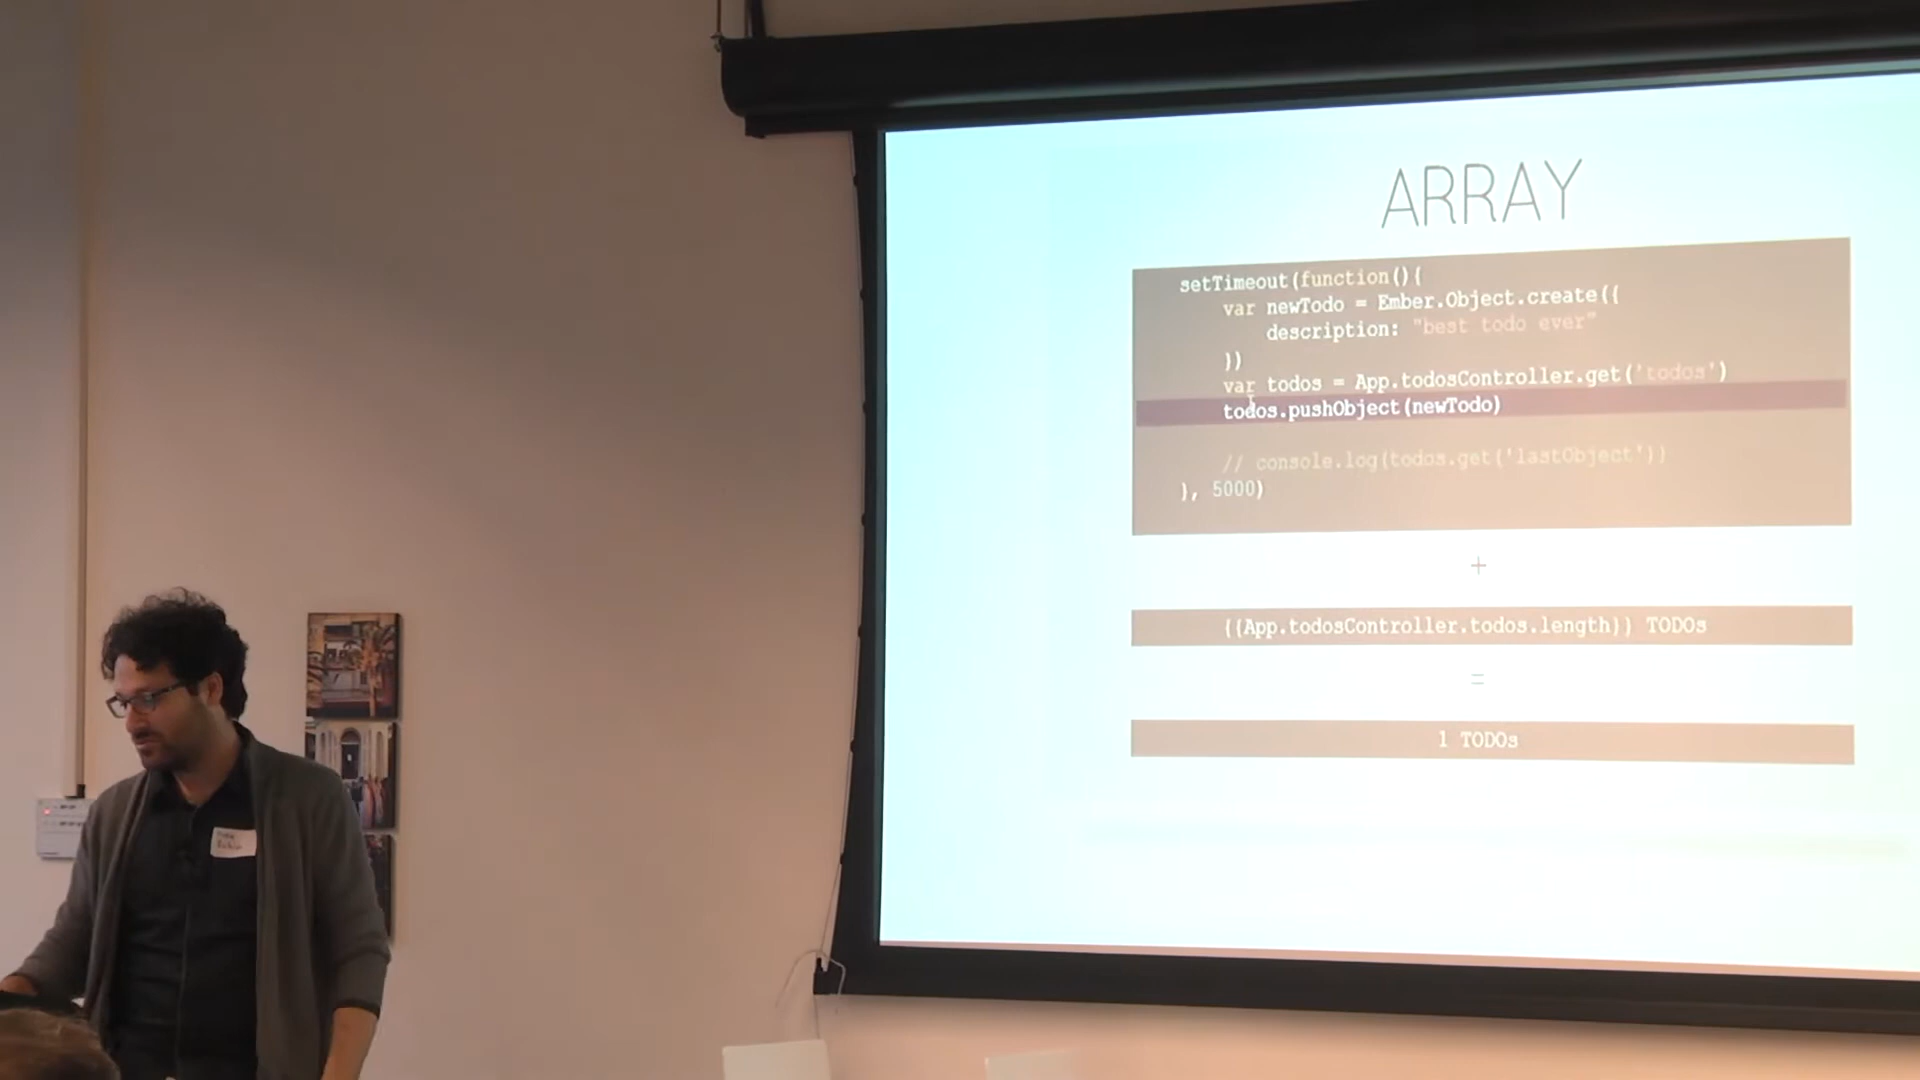 ARRAY
setTimeout(function(){
var newTodo = Ember.Object.create({
description: "best todo ever"
})
var todos = App.todosController.get('todos')
todos.pushObject(newTodo)
// console.log(todos.get('lastObject'))
}, 5000)
+
{{App.todosController.todos.length}} TODOs
=
1 TODOs